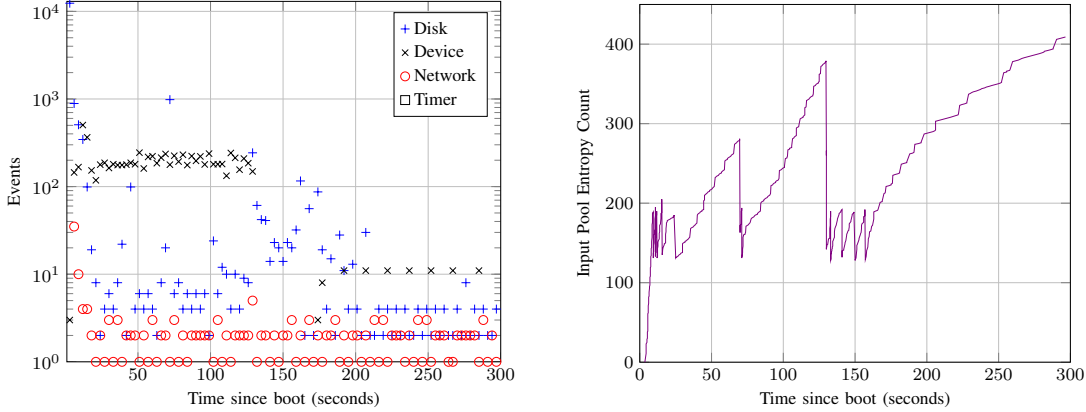 10^4
10^3
10^2
10^1
10^0
Events
Disk
Device
Network
Timer
50 100 150 200 250 300
Time since boot (seconds)
400
300
200
100
0
Input Pool Entropy Count
0 50 100 150 200 250 300
Time since boot (seconds)